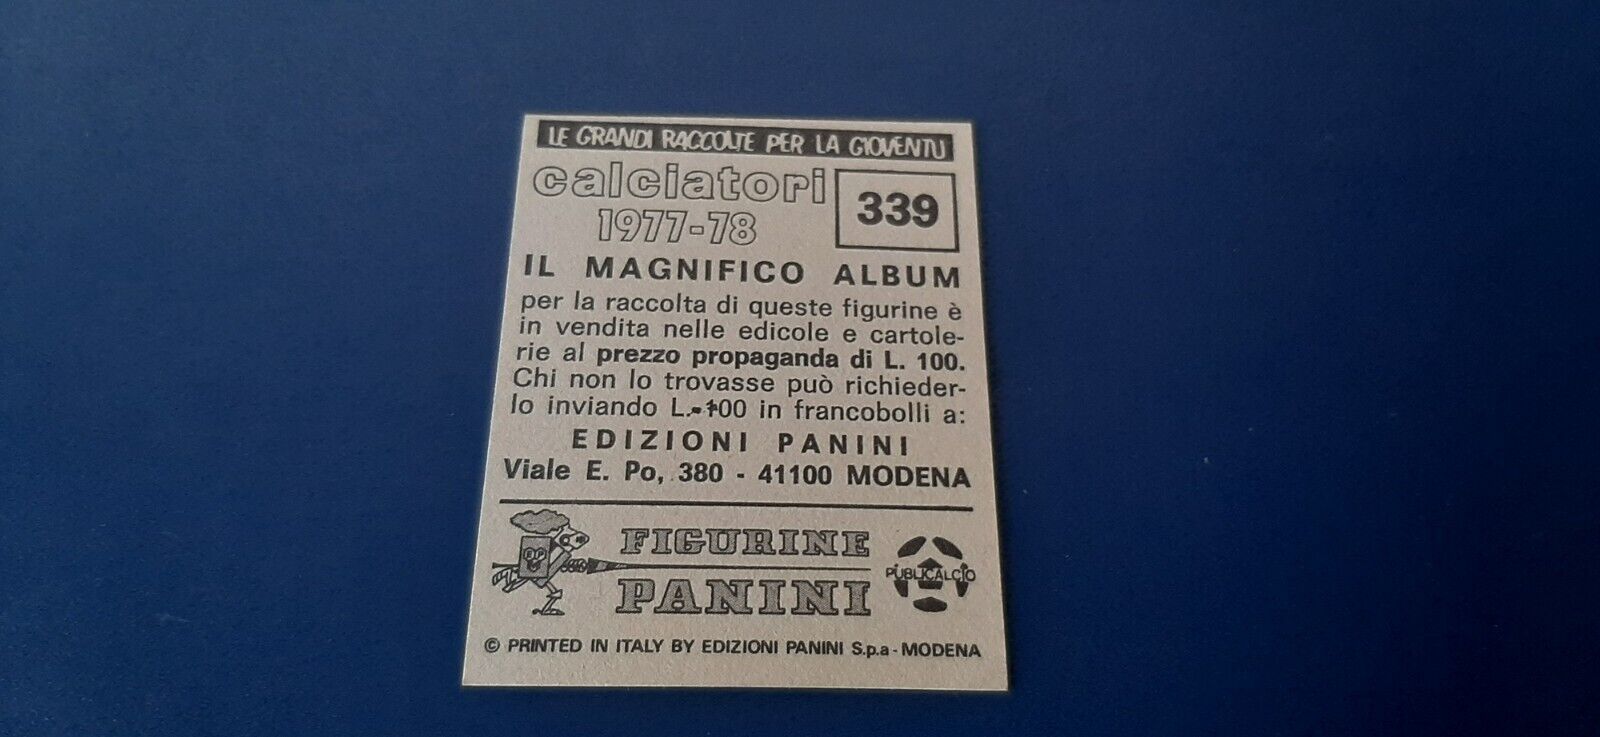 LE GRANDI RACCOLTE PER LA GIOVENTU
calciatori
1977-78
339
IL MAGNIFICO ALBUM
per la raccolta di queste figurine è
in vendita nelle edicole e cartole-
rie al prezzo propaganda di L. 100.
Chi non lo trovasse può richieder-
lo inviando L. 100 in francobolli a:
EDIZIONI PANINI
Viale E. Po, 380 - 41100 MODENA
EP
FIGURINE
PANINI
PUBLICALCIO
© PRINTED IN ITALY BY EDIZIONI PANINI S.p.a - MODENA